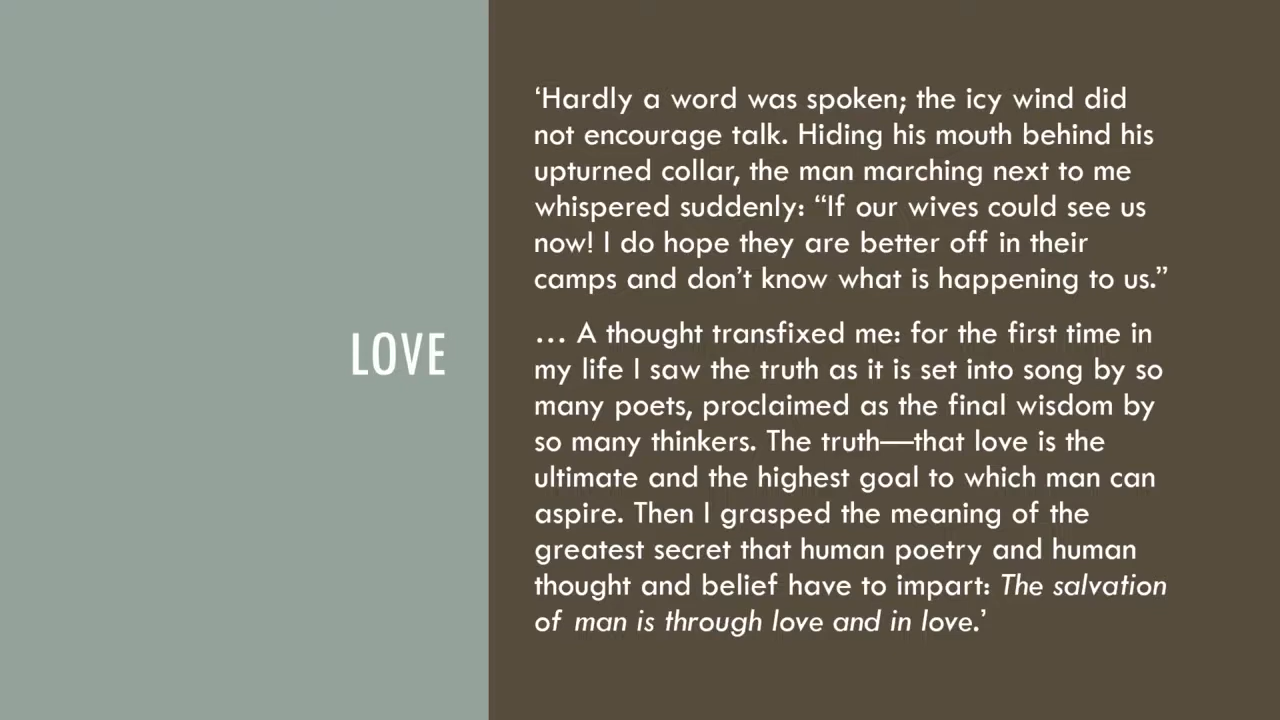 LOVE
‘Hardly a word was spoken; the icy wind did
not encourage talk. Hiding his mouth behind his
upturned collar, the man marching next to me
whispered suddenly: “If our wives could see us
now! I do hope they are better off in their
camps and don’t know what is happening to us.”
… A thought transfixed me: for the first time in
my life I saw the truth as it is set into song by so
many poets, proclaimed as the final wisdom by
so many thinkers. The truth—that love is the
ultimate and the highest goal to which man can
aspire. Then I grasped the meaning of the
greatest secret that human poetry and human
thought and belief have to impart: The salvation
of man is through love and in love.’